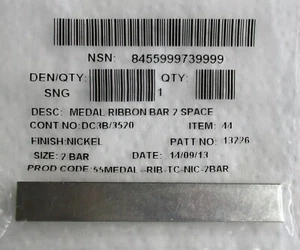 NSN: 8455999739999
DEN/QTY: QTY:
SNG 1
DESC: MEDAL RIBBON BAR 2 SPACE
CONT NO:DC3B/3520 ITEM: 44
FINISH:NICKEL PATT NO: 13226
SIZE: 2 BAR DATE: 14/09/13
PROD CODE:55MEDAL-RIB-TC-NIC-2BAR